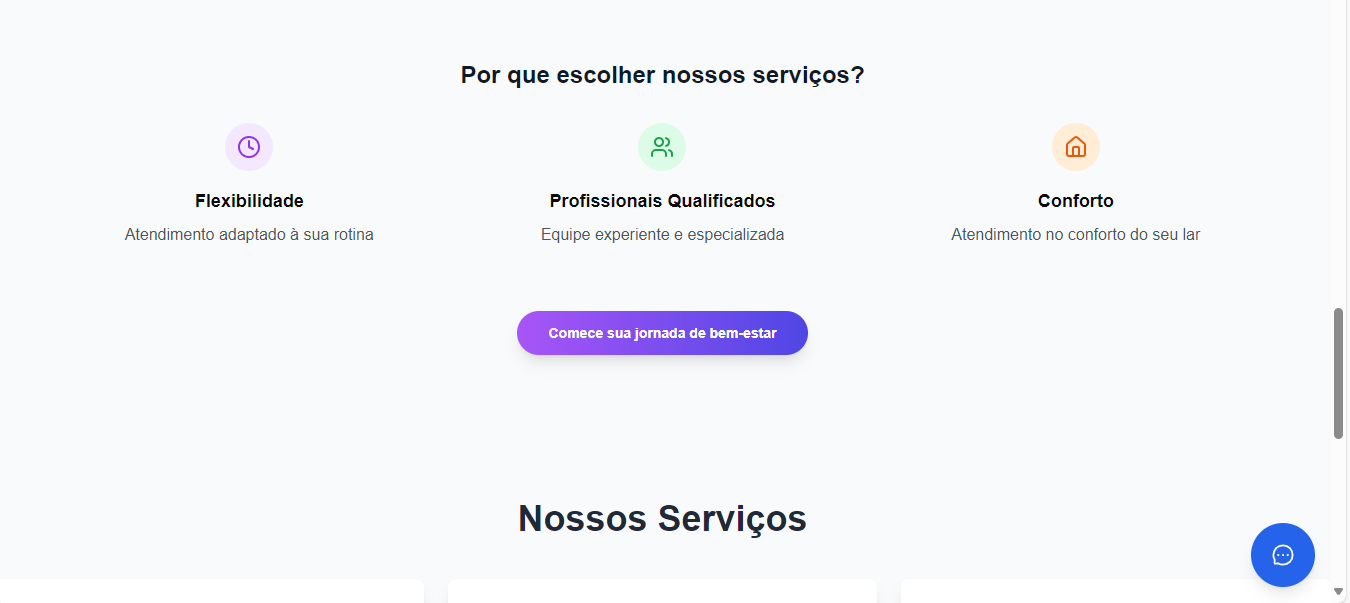 Por que escolher nossos serviços?
Flexibilidade
Atendimento adaptado à sua rotina
Profissionais Qualificados
Equipe experiente e especializada
Conforto
Atendimento no conforto do seu lar
Comece sua jornada de bem-estar
Nossos Serviços